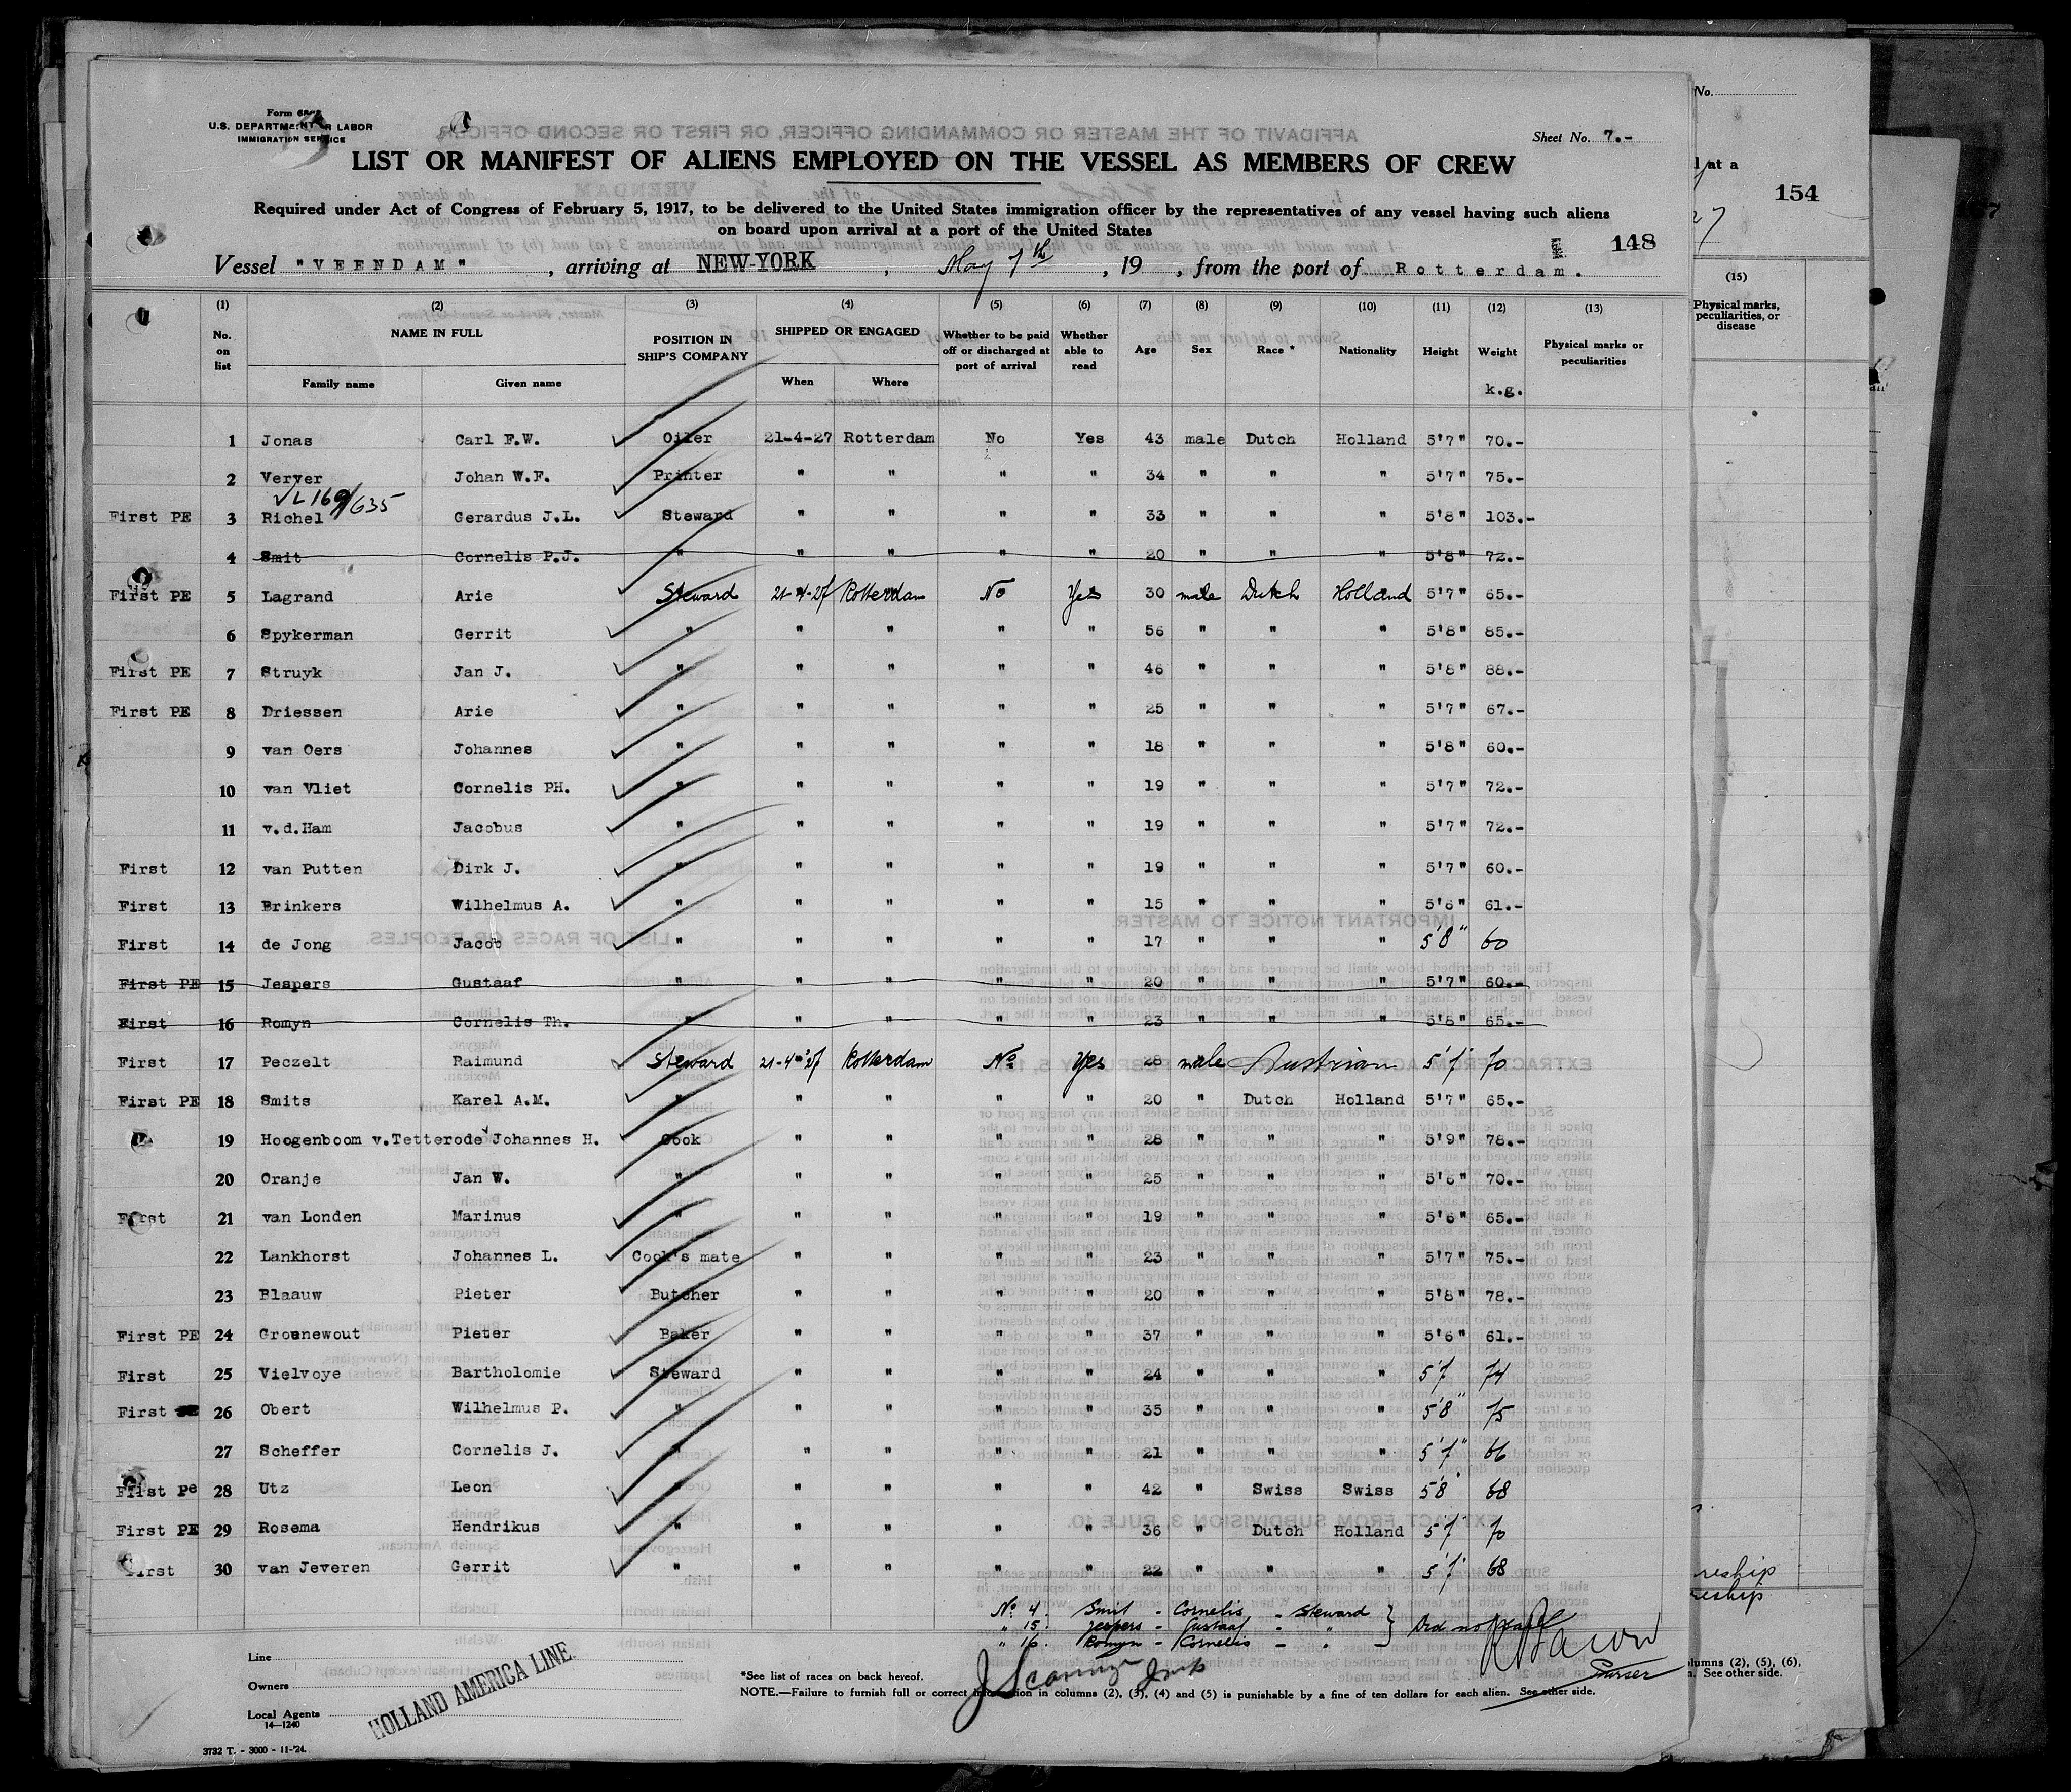 Form 68
U.S. DEPARTMENT OF LABOR
IMMIGRATION SERVICE
Sheet No. 7.-
LIST OR MANIFEST OF ALIENS EMPLOYED ON THE VESSEL AS MEMBERS OF CREW
Required under Act of Congress of February 5, 1917, to be delivered to the United States immigration officer by the representatives of any vessel having such aliens
on board upon arrival at a port of the United States
148
Vessel "VEENDAM", arriving at NEW-YORK, May 7th, 19 , from the port of Rotterdam.
(1) (2) (3) (4) (5) (6) (7) (8) (9) (10) (11) (12) (13)
No. on list NAME IN FULL Family name Given name POSITION IN SHIP'S COMPANY SHIPPED OR ENGAGED When Where Whether to be paid off or discharged at port of arrival Whether able to read Age Sex Race * Nationality Height Weight k.g. Physical marks or peculiarities
1 Jonas Carl F.W. Oiler 21-4-27 Rotterdam No Yes 43 male Dutch Holland 5'7" 70.-
2 Verver Johan W.F. Printer " " " " 34 " " " 5'7" 75.-
√L 169/635
First PE 3 Richel Gerardus J.L. Steward " " " " 33 " " " 5'8" 103.-
4 Smit Cornelis P.J. " " " " " 20 " " " 5'8" 72.-
First PE 5 Lagrand Arie Steward 21-4-27 Rotterdam No Yes 30 male Dutch Holland 5'7" 65.-
6 Spykerman Gerrit " " " " " 56 " " " 5'8" 85.-
First PE 7 Struyk Jan J. " " " " " 46 " " " 5'8" 88.-
First PE 8 Driessen Arie " " " " " 25 " " " 5'7" 67.-
9 van Oers Johannes " " " " " 18 " " " 5'8" 60.-
10 van Vliet Cornelis PH. " " " " " 19 " " " 5'7" 72.-
11 v.d.Ham Jacobus " " " " " 19 " " " 5'7" 72.-
First 12 van Putten Dirk J. " " " " " 19 " " " 5'7" 60.-
First 13 Brinkers Wilhelmus A. " " " " " 15 " " " 5'6" 61.-
First 14 de Jong Jacob " " " " " 17 " " " 5'8" 60
First PE 15 Jespers Gustaaf " " " " " 20 " " " 5'7" 60.-
First 16 Romyn Cornelis Th. " " " " " 23 " " " 5'8" 65.-
First 17 Peczelt Raimund Steward 21-4-27 Rotterdam No Yes 28 male Austrian 5'7" 70
First PE 18 Smits Karel A.M. " " " " " 20 " Dutch Holland 5'7" 65.-
19 Hoogenboom v.Tetterode Johannes H. Cook " " " " 28 " " " 5'9" 78.-
20 Oranje Jan W. " " " " " 25 " " " 5'6" 70.-
First 21 van Londen Marinus " " " " " 19 " " " 5'6" 65.-
22 Lankhorst Johannes L. Cook's mate " " " " 23 " " " 5'7" 75.-
23 Blaauw Pieter Butcher " " " " 20 " " " 5'8" 78.-
First PE 24 Groenewout Pieter Baker " " " " 37 " " " 5'6" 61.-
First 25 Vielvoye Bartholomie Steward " " " " 24 " " " 5'7 74
First 26 Obert Wilhelmus P. " " " " " 35 " " " 5'8" 75
27 Scheffer Cornelis J. " " " " " 21 " " " 5'7" 66
First Pe 28 Utz Leon " " " " " 42 " Swiss Swiss 5'8" 68
First PE 29 Rosema Hendrikus " " " " " 36 " Dutch Holland 5'7" 70
First 30 van Jeveren Gerrit " " " " " 22 " " " 5'7" 68
No. 4. Smit - Cornelis - Steward }
" 15. Jespers - Gustaaf - " } Did not
" 16. Romyn - Cornelis - " }
Purser
Line
Owners
Local Agents
HOLLAND AMERICA LINE.
14—1240
*See list of races on back hereof.
NOTE.—Failure to furnish full or correct information in columns (2), (3), (4) and (5) is punishable by a fine of ten dollars for each alien. See other side.
3732 T. - 3000 - 11-'24.
No.
at a
154
27
(15)
Physical marks, peculiarities, or disease
olumns (2), (5), (6),
See other side.